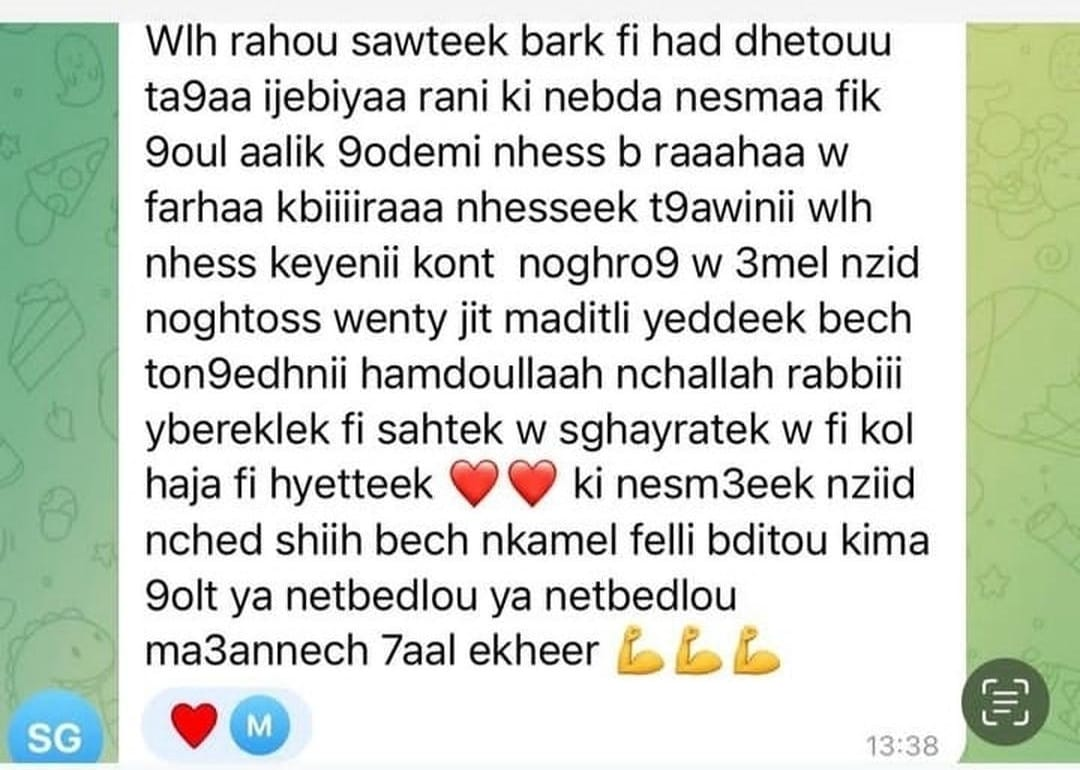 Wlh rahou sawteek bark fi had dhetouu
ta9aa ijebiyaa rani ki nebda nesmaa fik
9oul aalik 9odemi nhess b raaahaa w
farhaa kbiiiiraaa nhesseek t9awinii wlh
nhess keyenii kont  noghro9 w 3mel nzid
noghtoss wenty jit maditli yeddeek bech
ton9edhnii hamdoullaah nchallah rabbiii
ybereklek fi sahtek w sghayratek w fi kol
haja fi hyetteek ❤️❤️ ki nesm3eek nziid
nched shiih bech nkamel felli bditou kima
9olt ya netbedlou ya netbedlou
ma3annech 7aal ekheer 💪💪💪
❤️ M
SG
13:38